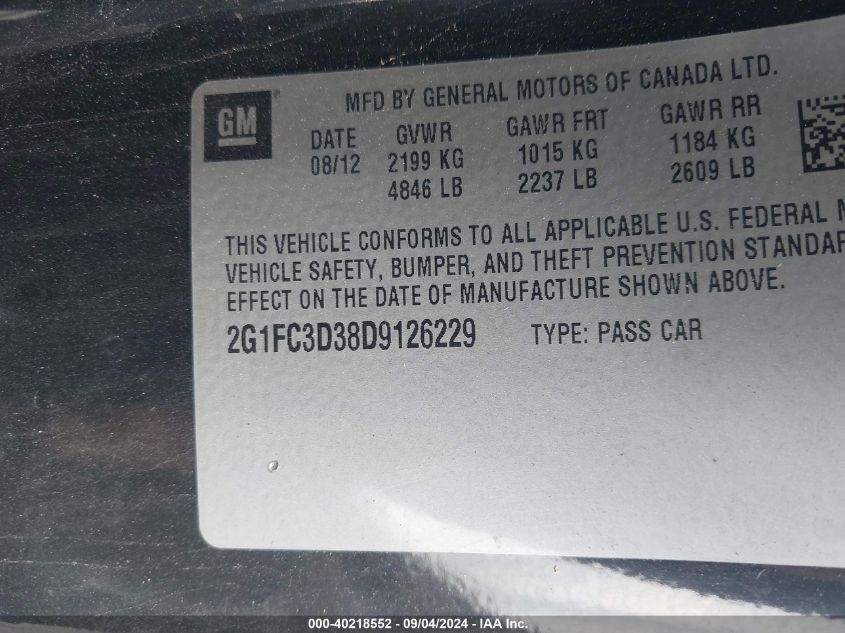 GM ®
MFD BY GENERAL MOTORS OF CANADA LTD.
DATE GVWR GAWR FRT GAWR RR
08/12 2199 KG 1015 KG 1184 KG
4846 LB 2237 LB 2609 LB
THIS VEHICLE CONFORMS TO ALL APPLICABLE U.S. FEDERAL
VEHICLE SAFETY, BUMPER, AND THEFT PREVENTION STANDAR
EFFECT ON THE DATE OF MANUFACTURE SHOWN ABOVE.
2G1FC3D38D9126229 TYPE: PASS CAR
000-40218552 - 09/04/2024 - IAA Inc.